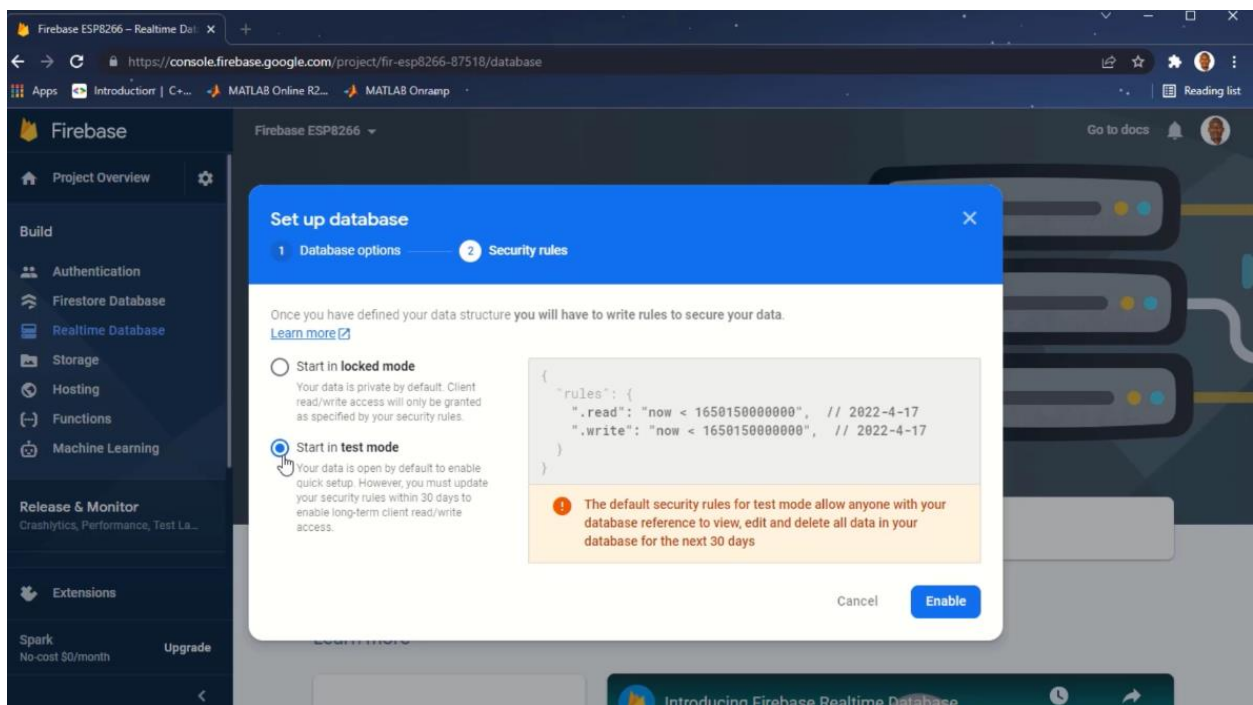 Firebase ESP8266 – Realtime Dat
https://console.firebase.google.com/project/fir-esp8266-87518/database
Apps
Introductiorr | C+...
MATLAB Online R2...
MATLAB Onramp
Reading list
Firebase
Firebase ESP8266
Go to docs
Project Overview
Build
Authentication
Firestore Database
Realtime Database
Storage
Hosting
Functions
Machine Learning
Release & Monitor
Crashlytics, Performance, Test La...
Extensions
Spark
No-cost $0/month
Upgrade
Set up database
1 Database options
2 Security rules
Once you have defined your data structure you will have to write rules to secure your data.
Learn more
Start in locked mode
Your data is private by default. Client
read/write access will only be granted
as specified by your security rules.
Start in test mode
Your data is open by default to enable
quick setup. However, you must update
your security rules within 30 days to
enable long-term client read/write
access.
{
"rules": {
".read": "now < 1650150000000", // 2022-4-17
".write": "now < 1650150000000", // 2022-4-17
}
}
The default security rules for test mode allow anyone with your
database reference to view, edit and delete all data in your
database for the next 30 days
Cancel
Enable
Learn more
Introducing Firebase Realtime Database